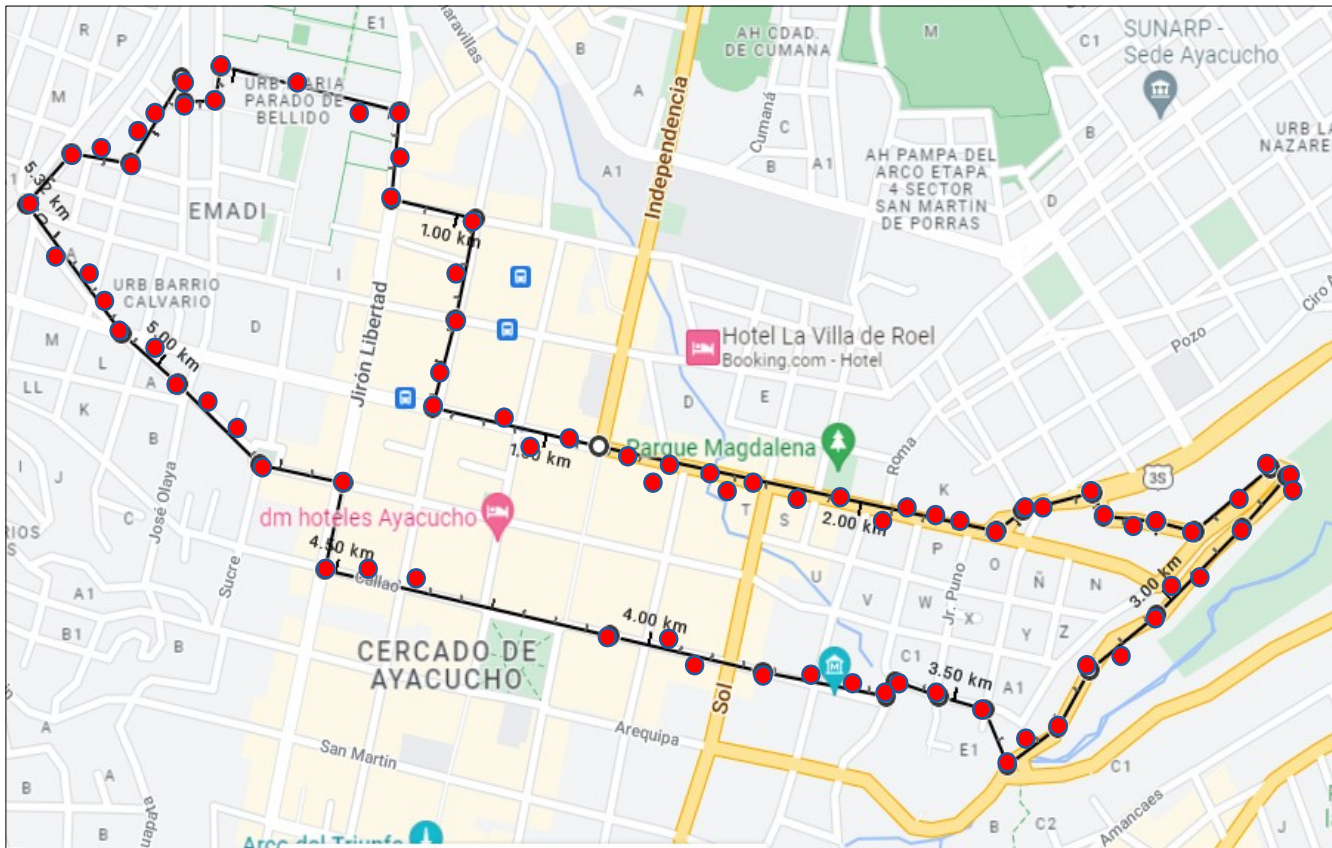 E1
Maravillas
R
P
B
AH CDAD.
DE CUMANA
M
C1
SUNARP -
Sede Ayacucho
URB MARIA
PARADO DE
BELLIDO
M
A
Independencia
Cumaná
C
B
A1
B
URB LA
NAZARE
AH PAMPA DEL
ARCO ETAPA
4 SECTOR
SAN MARTIN
DE PORRAS
A1
D
5.32 km
EMADI
1.00 km
A
I
URB BARRIO
CALVARIO
D
Jirón Libertad
Ciro A
Pozo
Hotel La Villa de Roel
Booking.com - Hotel
M
L
5.00 km
LL
K
A
B
D
E
Parque Magdalena
Roma
K
3S
I
J
José Olaya
C
dm hoteles Ayacucho
T
S
2.00 km
P
O
Ñ
N
4.50 km
Callao
Sucre
U
V
W
X
Jr. Puno
Y
Z
3.00 km
A1
B1
B
4.00 km
CERCADO DE
AYACUCHO
M
C1
3.50 km
A1
Sol
E1
Arequipa
San Martin
A
A
B
B
C1
B
C2
Amancaes
J
Arco del Triunfo